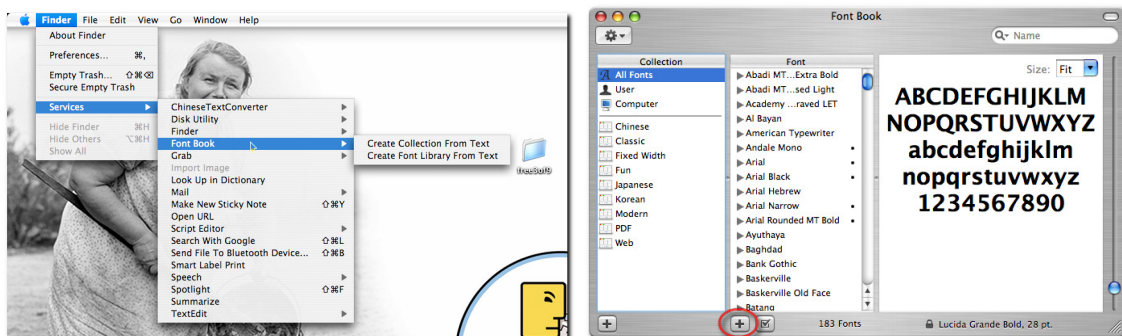 Finder File Edit View Go Window Help
About Finder
Preferences... ⌘,
Empty Trash... ⇧⌘⌫
Secure Empty Trash
Services
Hide Finder ⌘H
Hide Others ⌥⌘H
Show All
ChineseTextConverter
Disk Utility
Finder
Font Book
Grab
Import Image
Look Up in Dictionary
Mail
Make New Sticky Note ⇧⌘Y
Open URL
Script Editor
Search With Google ⇧⌘L
Send File To Bluetooth Device... ⇧⌘B
Smart Label Print
Speech
Spotlight ⇧⌘F
Summarize
TextEdit
Create Collection From Text
Create Font Library From Text
free3of9
Font Book
Name
Collection
All Fonts
User
Computer
Chinese
Classic
Fixed Width
Fun
Japanese
Korean
Modern
PDF
Web
Font
Abadi MT...Extra Bold
Abadi MT...sed Light
Academy ...raved LET
Al Bayan
American Typewriter
Andale Mono
Arial
Arial Black
Arial Hebrew
Arial Narrow
Arial Rounded MT Bold
Ayuthaya
Baghdad
Bank Gothic
Baskerville
Baskerville Old Face
Batang
Size: Fit
ABCDEFGHIJKLM
NOPQRSTUVWXYZ
abcdefghijklm
nopqrstuvwxyz
1234567890
183 Fonts
Lucida Grande Bold, 28 pt.